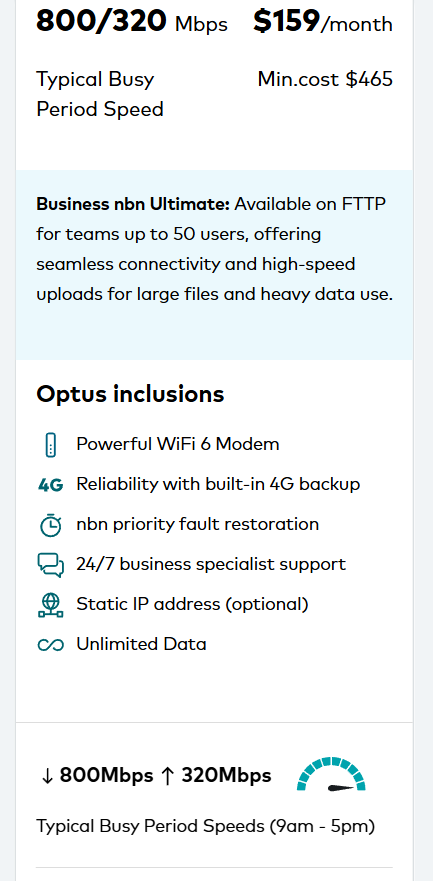 800/320 Mbps $159/month
Typical Busy Min.cost $465
Period Speed
Business nbn Ultimate: Available on FTTP
for teams up to 50 users, offering
seamless connectivity and high-speed
uploads for large files and heavy data use.
Optus inclusions
Powerful WiFi 6 Modem
4G Reliability with built-in 4G backup
nbn priority fault restoration
24/7 business specialist support
Static IP address (optional)
Unlimited Data
↓ 800Mbps ↑ 320Mbps
Typical Busy Period Speeds (9am - 5pm)